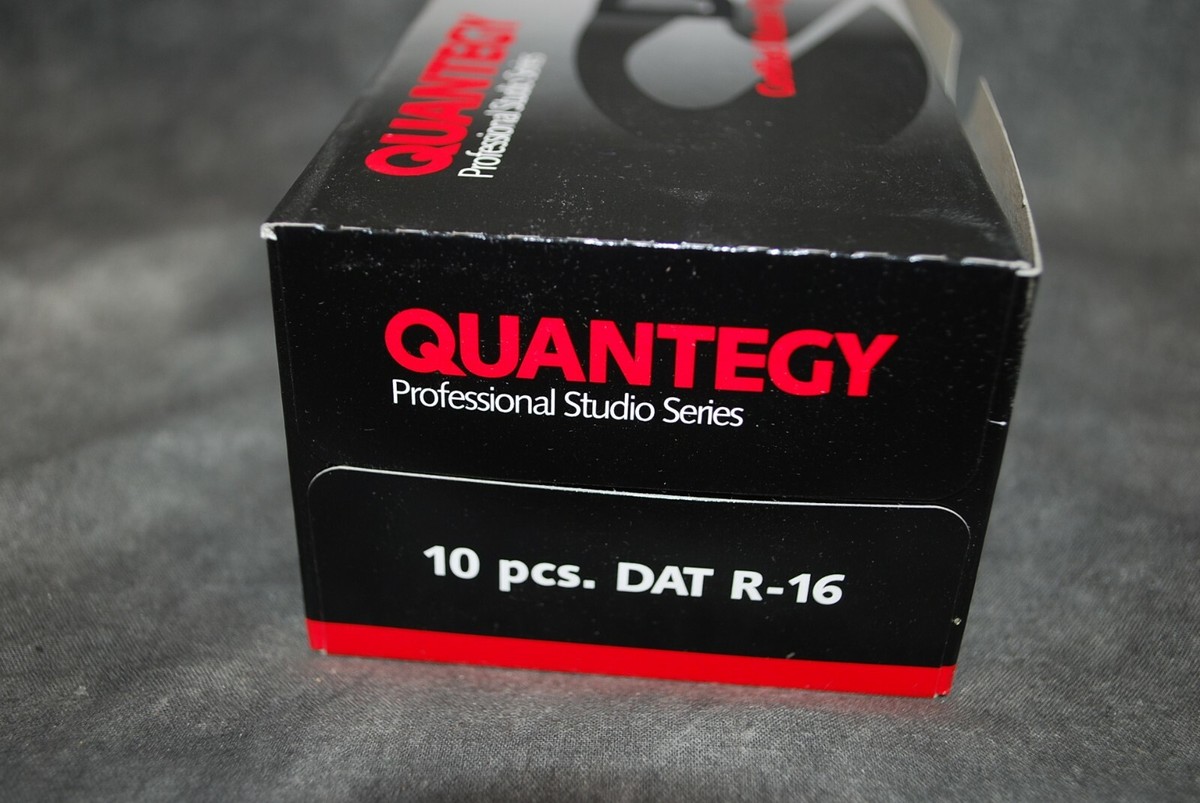 QUANTEGY
Professional Studio Series
QUANTEGY
Professional Studio Series
10 pcs. DAT R-16